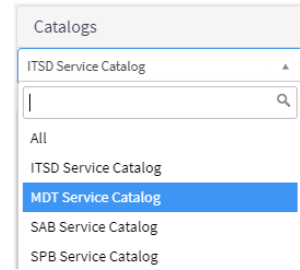 Catalogs
ITSD Service Catalog
All
ITSD Service Catalog
MDT Service Catalog
SAB Service Catalog
SPB Service Catalog